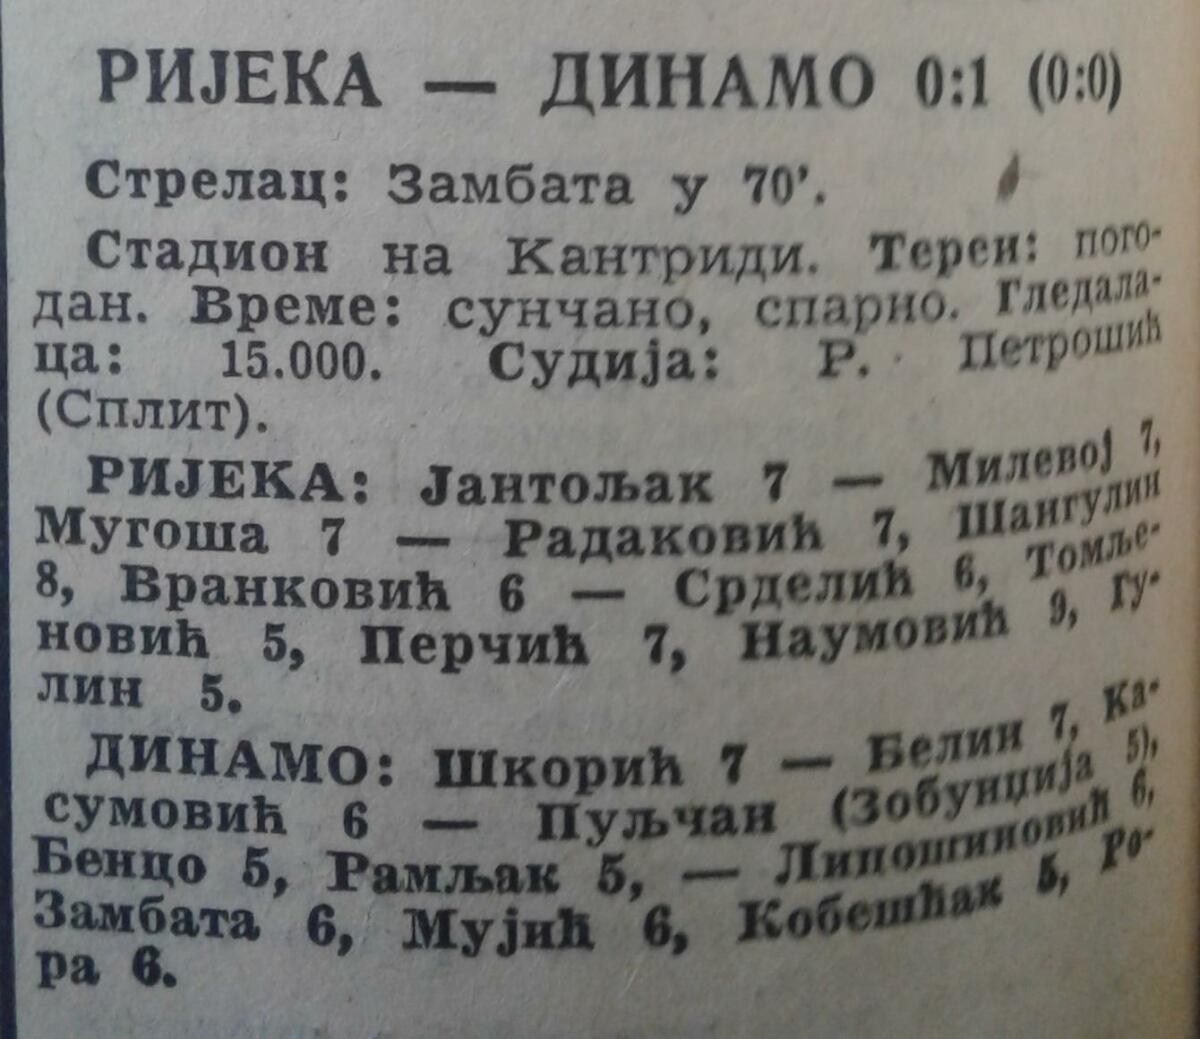 РИЈЕКА — ДИНАМО 0:1 (0:0)
Стрелац: Замбата у 70’.
Стадион на Кантриди. Терен: пого-
дан. Време: сунчано, спарно. Гледала-
ца: 15.000. Судија: Р. Петрошић
(Сплит).
РИЈЕКА: Јантољак 7 — Милевој 7,
Мугоша 7 — Радаковић 7, Шангулин
8, Вранковић 6 — Срделић 6, Томље-
новић 5, Перчић 7, Наумовић 9, Гу-
лин 5.
ДИНАМО: Шкорић 7 — Белин 7, Ка-
сумовић 6 — Пуљчан (Зобунџија 5),
Бенцо 5, Рамљак 5, — Липошиновић 6,
Замбата 6, Мујић 6, Кобешћак 5, Ро-
ра 6.